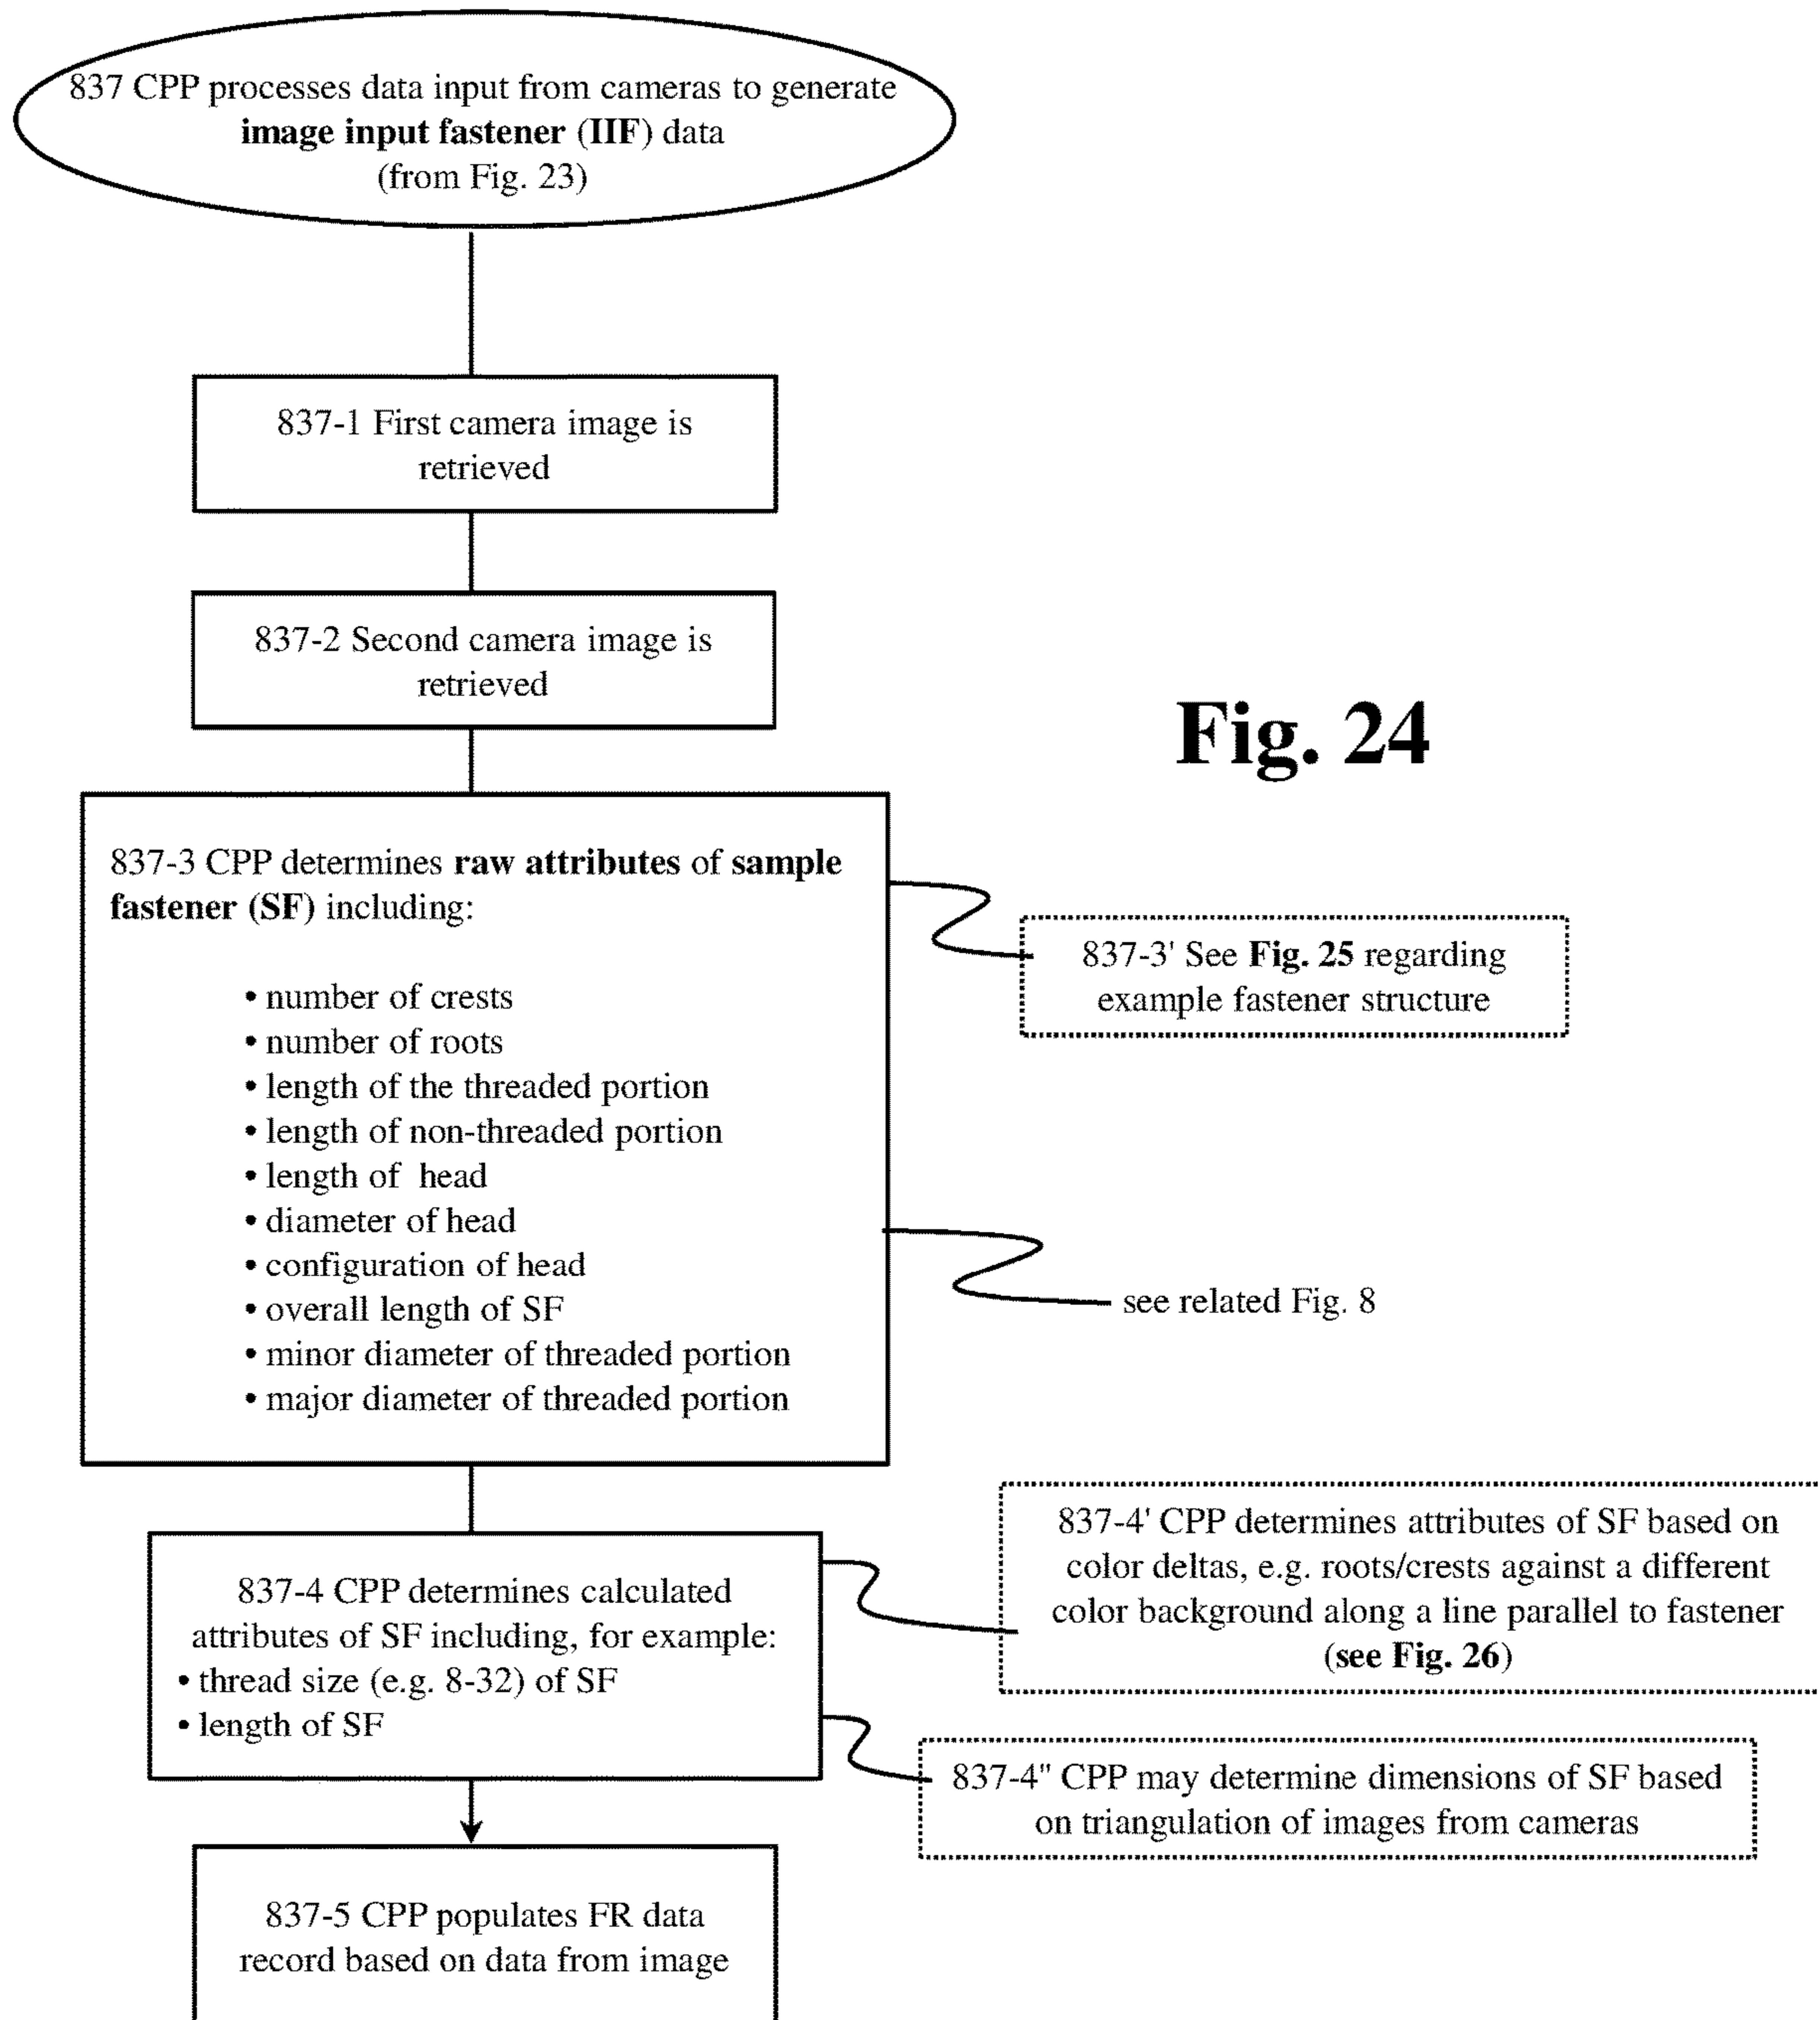 837 CPP processes data input from cameras to generate
image input fastener (IIF) data
(from Fig. 23)
837-1 First camera image is
retrieved
837-2 Second camera image is
retrieved
Fig. 24
837-3 CPP determines raw attributes of sample
fastener (SF) including:
• number of crests
• number of roots
• length of the threaded portion
• length of non-threaded portion
• length of  head
• diameter of head
• configuration of head
• overall length of SF
• minor diameter of threaded portion
• major diameter of threaded portion
837-3' See Fig. 25 regarding
example fastener structure
see related Fig. 8
837-4 CPP determines calculated
attributes of SF including, for example:
• thread size (e.g. 8-32) of SF
• length of SF
837-4' CPP determines attributes of SF based on
color deltas, e.g. roots/crests against a different
color background along a line parallel to fastener
(see Fig. 26)
837-4" CPP may determine dimensions of SF based
on triangulation of images from cameras
837-5 CPP populates FR data
record based on data from image